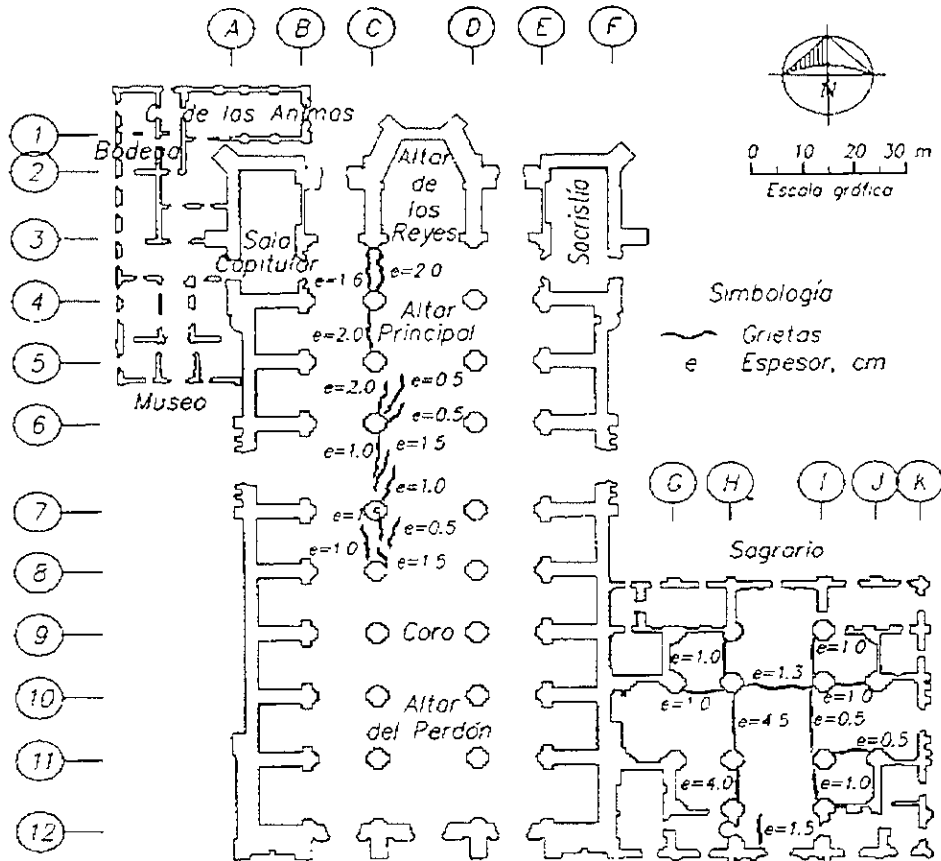 A B C D E F
N
0 10 20 30 m
Escala gráfica
1
C. de las Animas
Bodega
2
Altar
de
los
Reyes
Sacristía
3
Sala
Capitular
e=1.6
e=2.0
4
Altar
Principal
Simbología
Grietas
e Espesor, cm
e=2.0
5
e=2.0
e=0.5
Museo
e=0.5
6
e=1.0
e=1.5
e=1.0
G H I J K
7
e=1.5
e=0.5
e=1.0
e=1.5
Sagrario
8
9
Coro
e=1.0
e=1.0
e=1.3
10
e=1.0
e=1.0
Altar
del Perdón
e=4.5
e=0.5
e=0.5
11
e=4.0
e=1.0
12
e=1.5